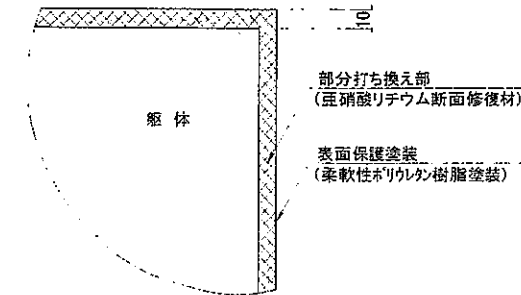 10
部分打ち換え部
(亜硝酸リチウム断面修復材)
躯体
表面保護塗装
(柔軟性ポリウレタン樹脂塗装)